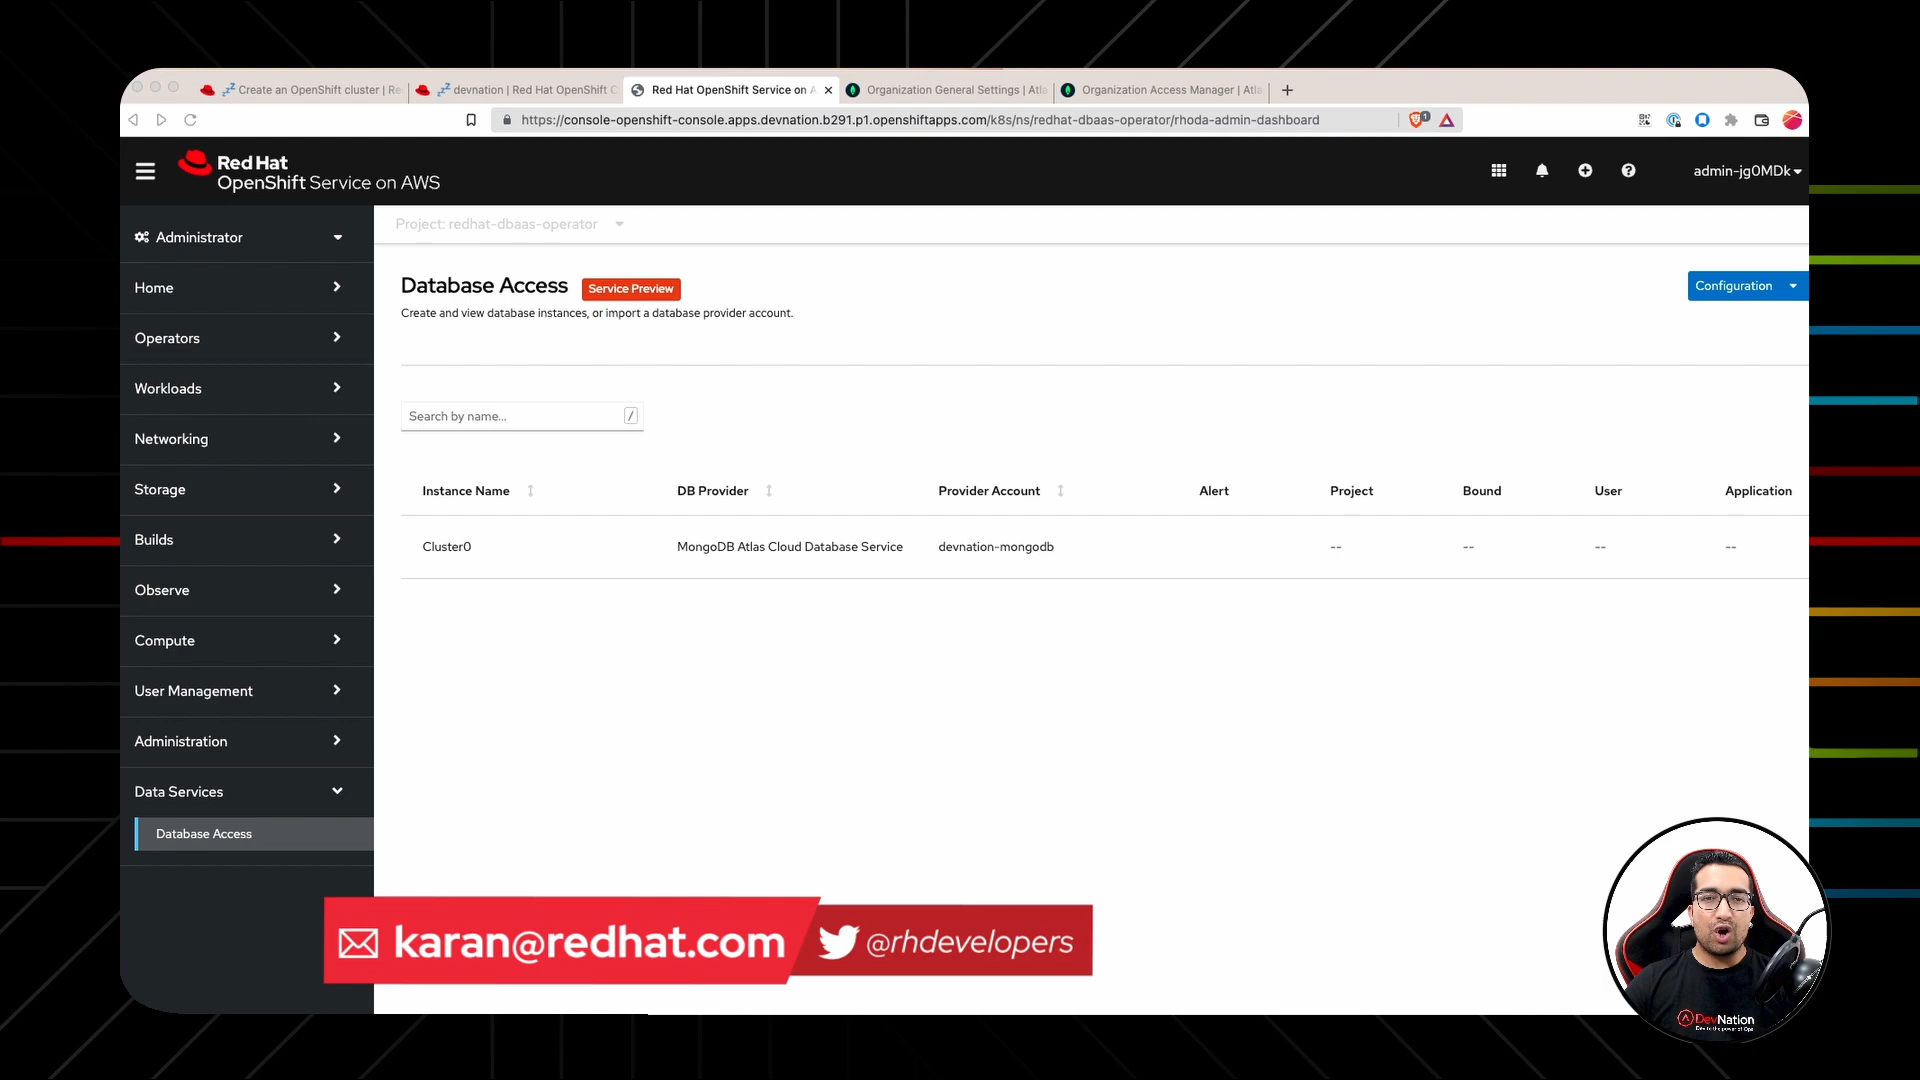 Create an OpenShift cluster | Re
devnation | Red Hat OpenShift C
Red Hat OpenShift Service on A
Organization General Settings | Atla
Organization Access Manager | Atla
https://console-openshift-console.apps.devnation.b291.p1.openshiftapps.com/k8s/ns/redhat-dbaas-operator/rhoda-admin-dashboard
1
Red Hat
OpenShift Service on AWS
admin-jg0MDk
Administrator
Home
Operators
Workloads
Networking
Storage
Builds
Observe
Compute
User Management
Administration
Data Services
Database Access
Project: redhat-dbaas-operator
Database Access
Service Preview
Configuration
Create and view database instances, or import a database provider account.
Search by name...
/
Instance Name DB Provider Provider Account Alert Project Bound User Application
Cluster0 MongoDB Atlas Cloud Database Service devnation-mongodb -- -- -- --
karan@redhat.com
@rhdevelopers
DevNation